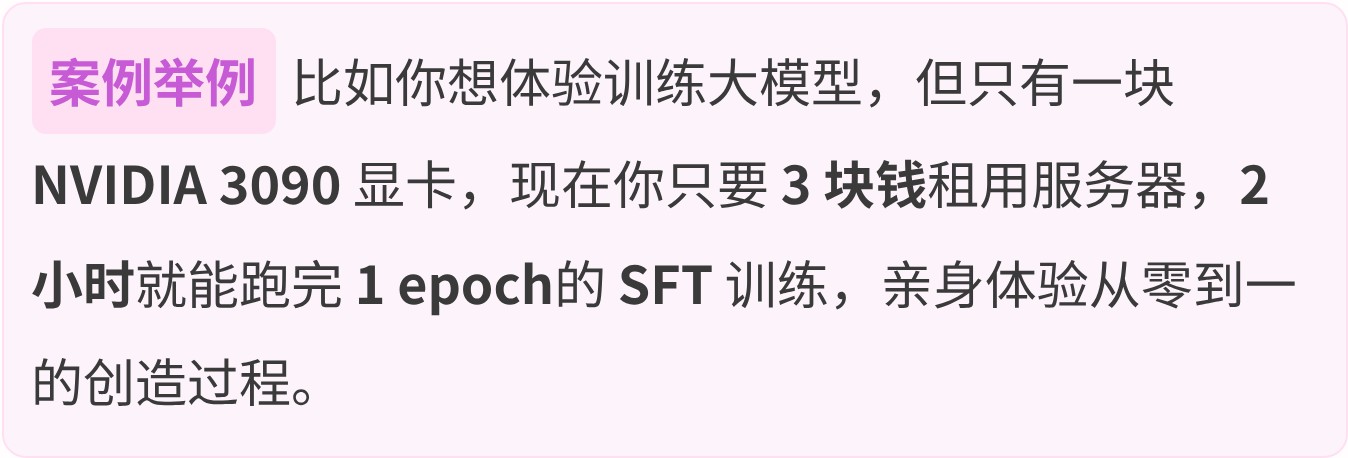 案例举例 比如你想体验训练大模型，但只有一块
NVIDIA 3090 显卡，现在你只要 3 块钱租用服务器，2
小时就能跑完 1 epoch的 SFT 训练，亲身体验从零到一
的创造过程。